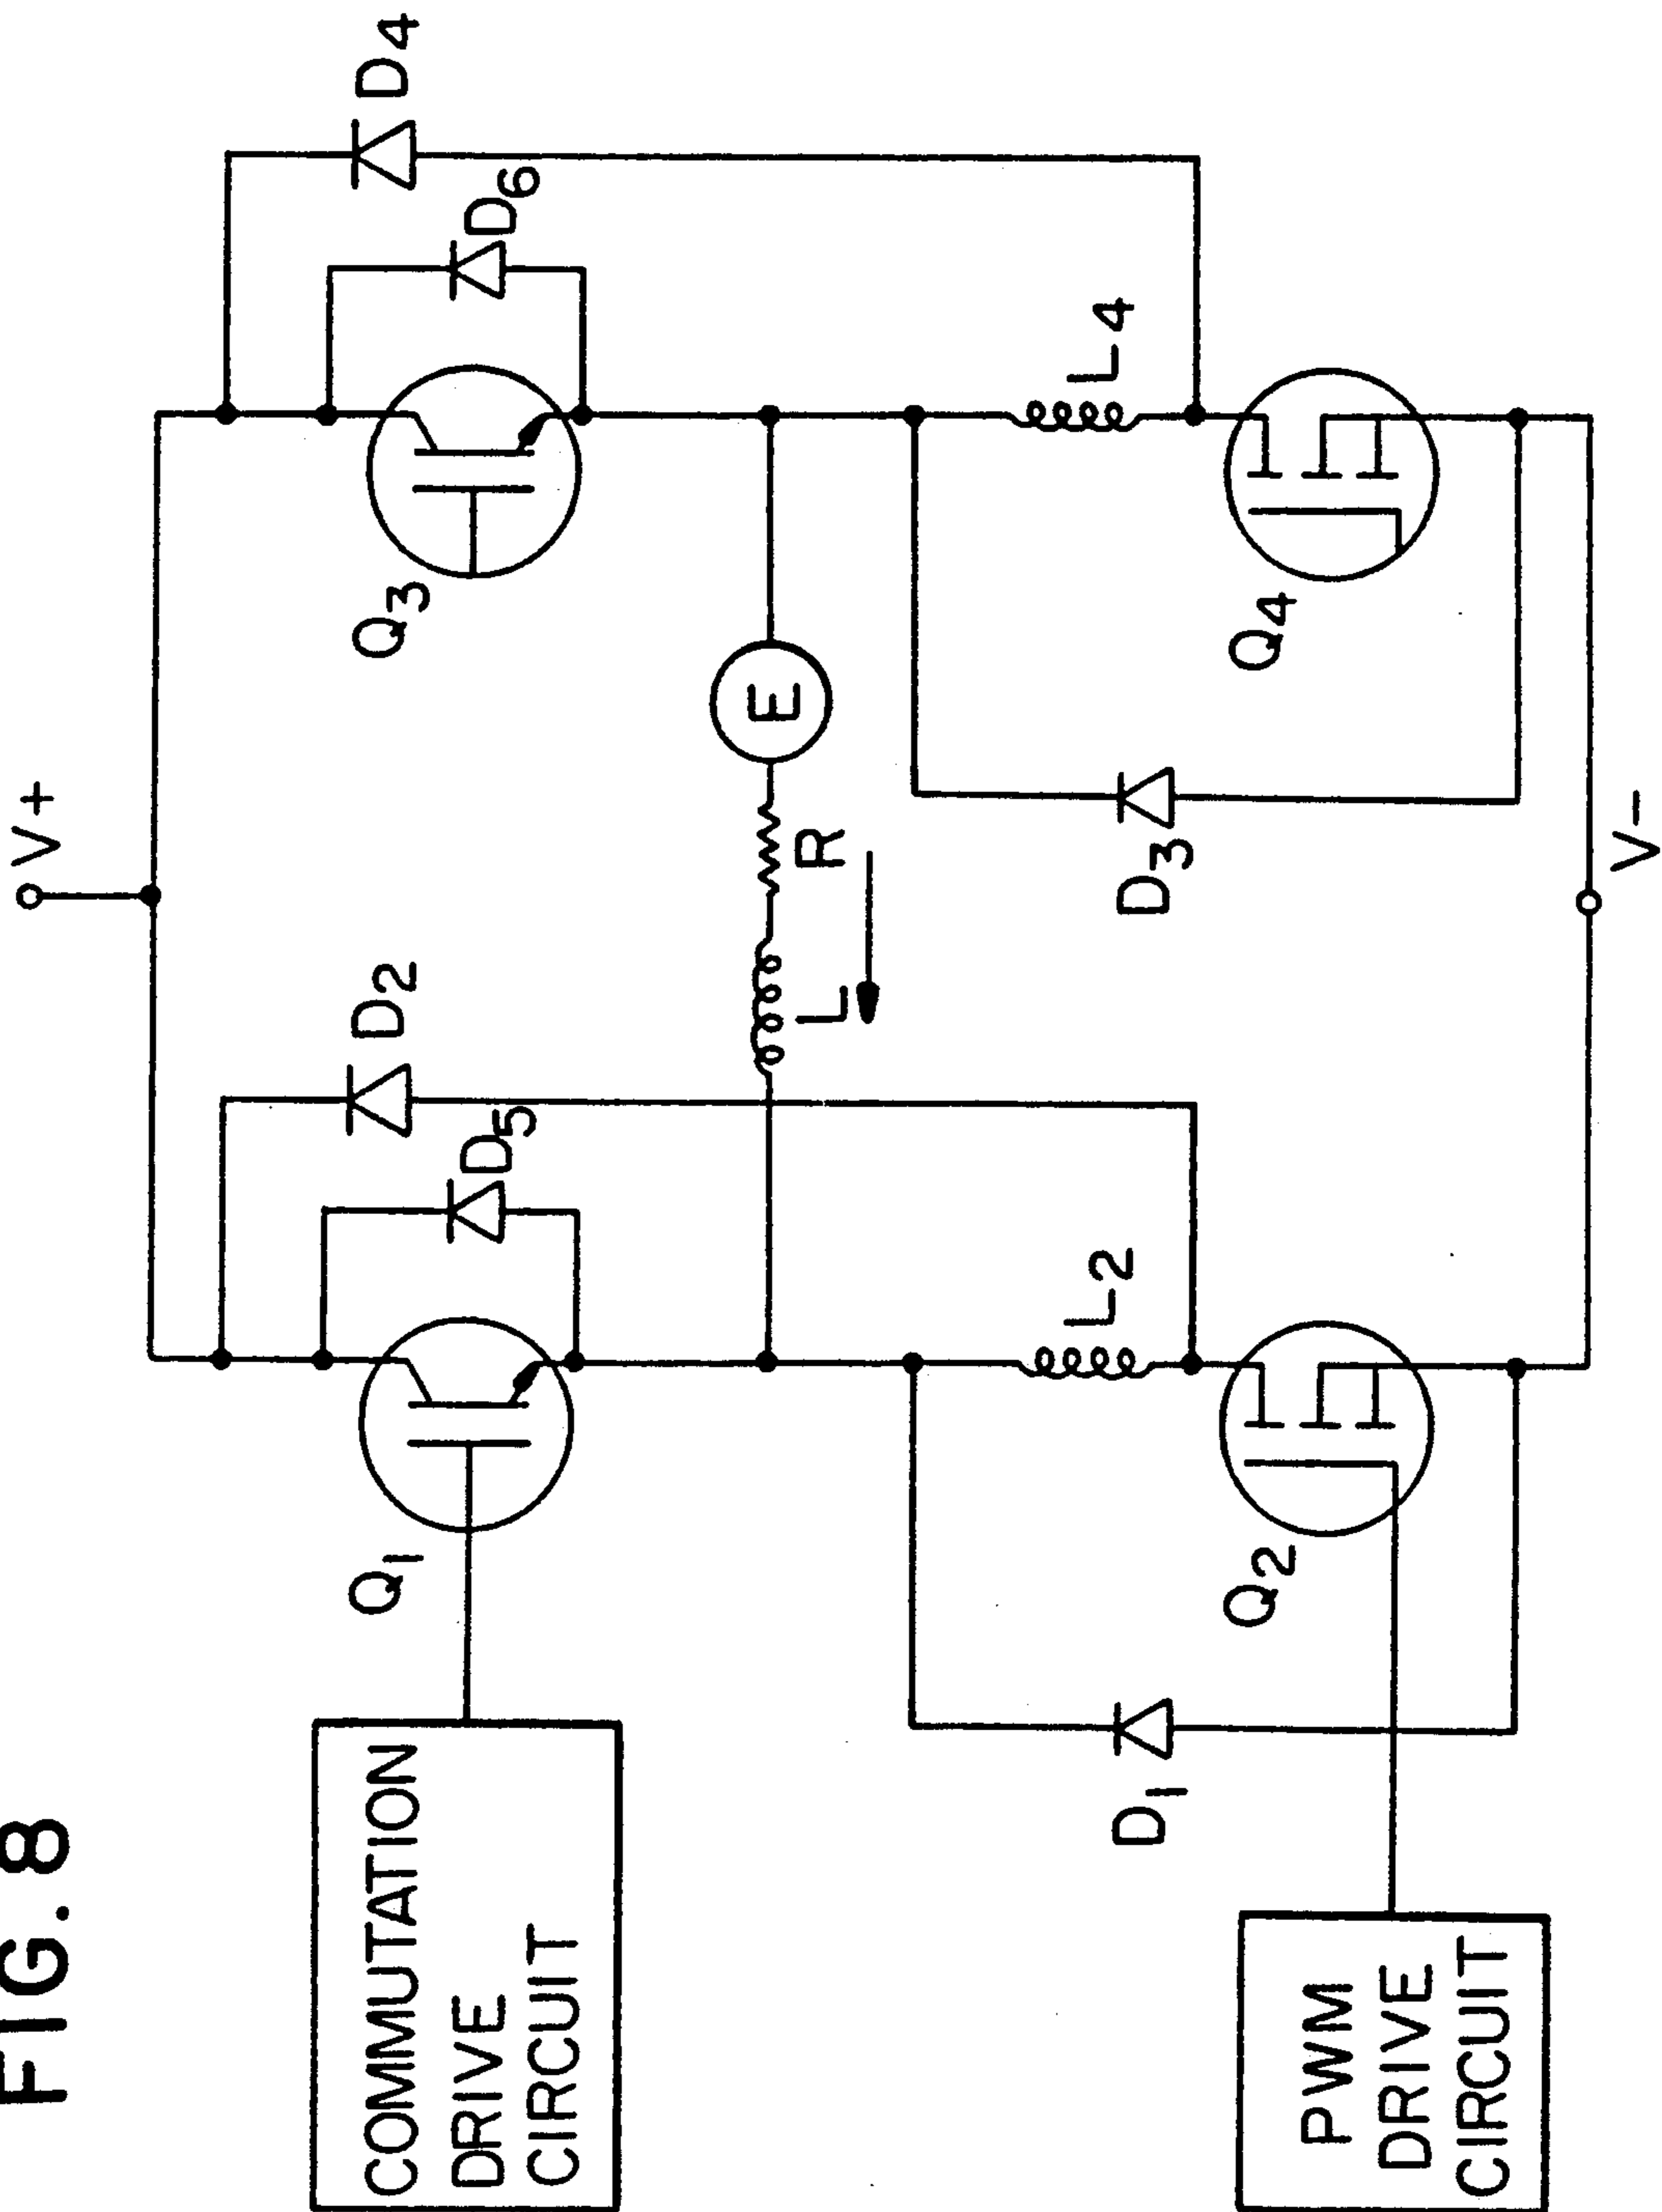 FIG. 8
V+
COMMUTATION
DRIVE
CIRCUIT
Q1
D5
D2
Q3
D6
D4
L
R
E
PWM
DRIVE
CIRCUIT
D1
Q2
L2
D3
Q4
L4
V-